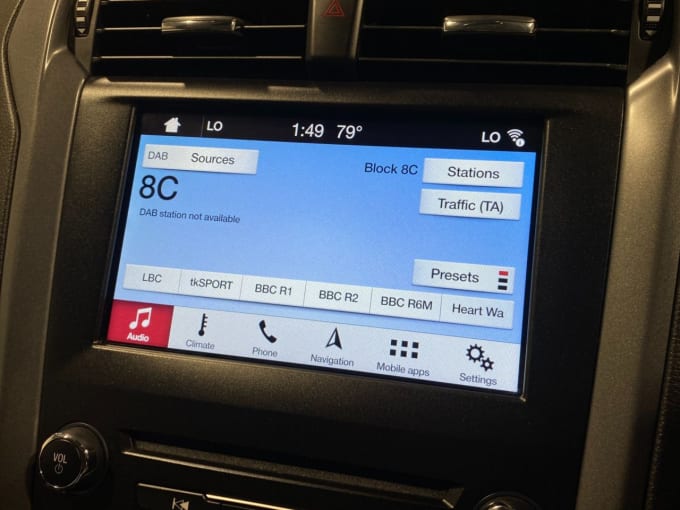 LO 1:49 79° LO
DAB Sources
Block 8C Stations
8C
DAB station not available
Traffic (TA)
Presets
LBC tkSPORT BBC R1 BBC R2 BBC R6M Heart Wa
Audio Climate Phone Navigation Mobile apps Settings
VOL